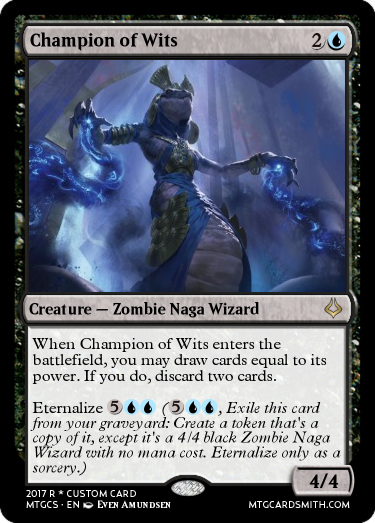 Champion of Wits 2
Creature — Zombie Naga Wizard
When Champion of Wits enters the
battlefield, you may draw cards equal to its
power. If you do, discard two cards.
Eternalize 5 (5, Exile this card
from your graveyard: Create a token that's a
copy of it, except it's a 4/4 black Zombie Naga
Wizard with no mana cost. Eternalize only as a
sorcery.)
4/4
2017 R * CUSTOM CARD
MTGCS - EN Even Amundsen
MTGCARDSMITH.COM